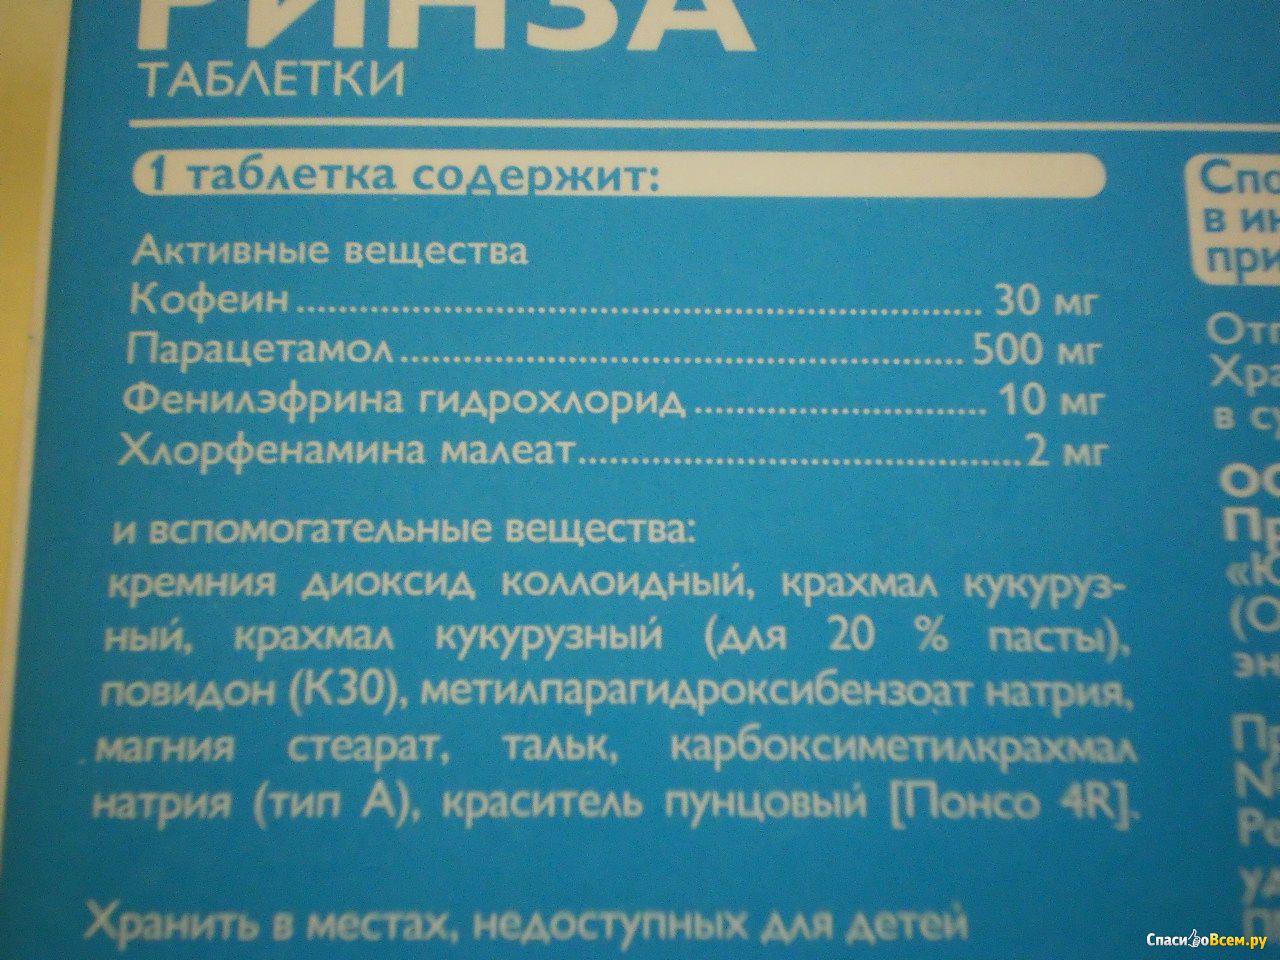 РИНЗА
ТАБЛЕТКИ
1 таблетка содержит:
Активные вещества
Кофеин.......... 30 мг
Парацетамол.......... 500 мг
Фенилэфрина гидрохлорид.......... 10 мг
Хлорфенамина малеат..........2 мг
и вспомогательные вещества:
кремния диоксид коллоидный, крахмал кукуруз-
ный, крахмал кукурузный (для 20 % пасты),
повидон (К30), метилпарагидроксибензоат натрия,
магния стеарат, тальк, карбоксиметилкрахмал
натрия (тип А), краситель пунцовый [Понсо 4R].
Хранить в местах, недоступных для детей
в
в
СпасибоВсем.ру